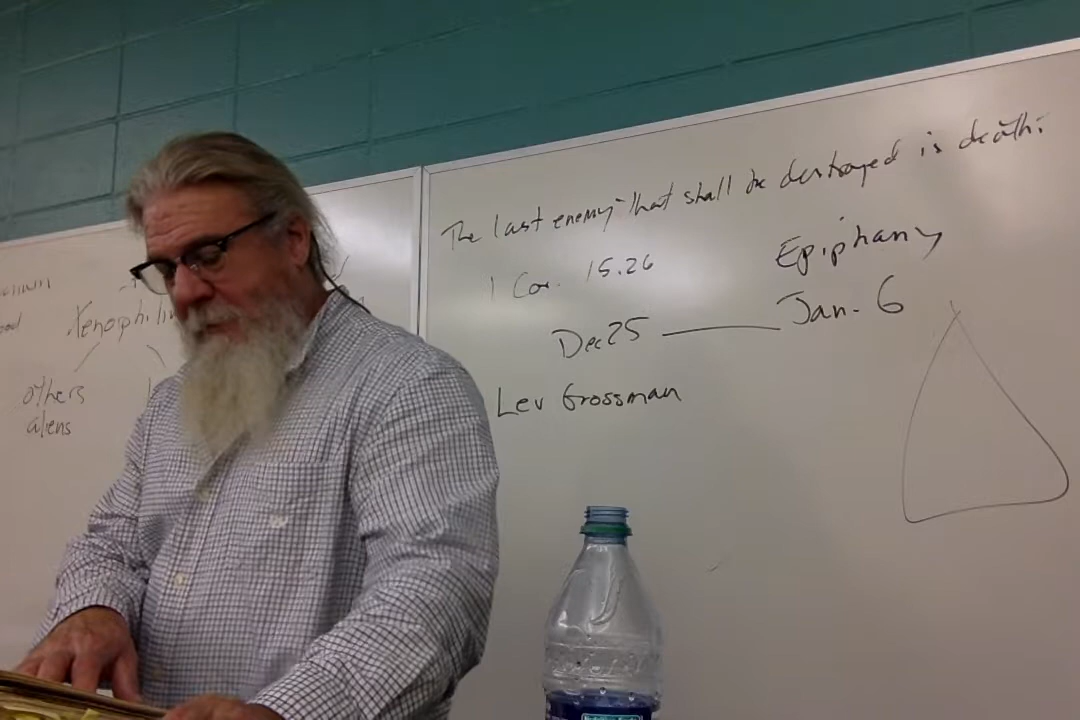 The last enemy that shall be destroyed is death.
1 Cor. 15.26
Epiphany
Dec 25 — Jan. 6
Lev Grossman
Xenophili
others
aliens